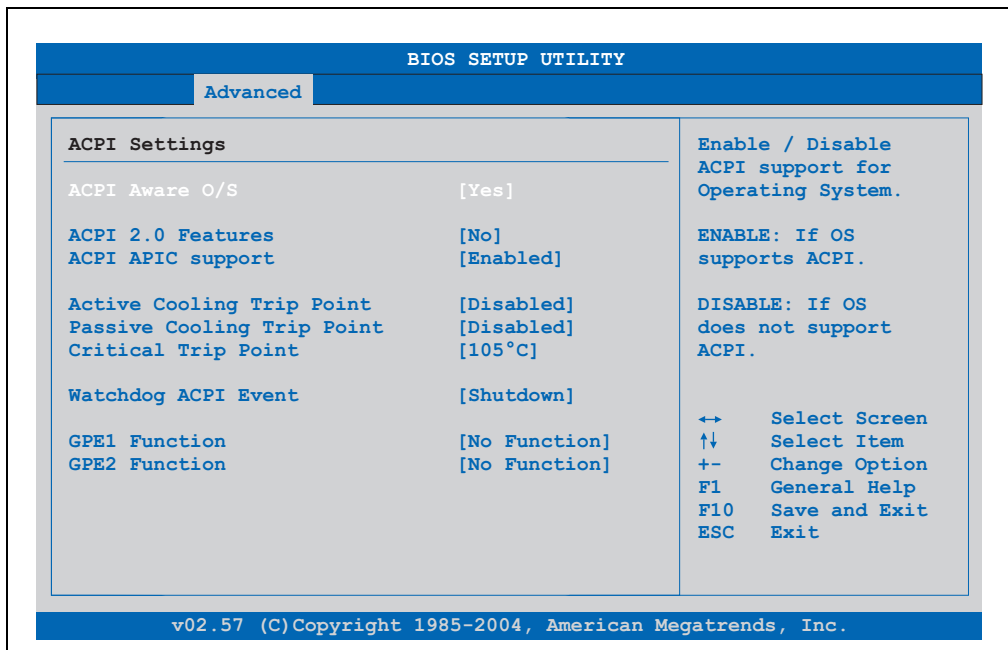 BIOS SETUP UTILITY
Advanced
ACPI Settings
ACPI Aware O/S [Yes]
ACPI 2.0 Features [No]
ACPI APIC support [Enabled]
Active Cooling Trip Point [Disabled]
Passive Cooling Trip Point [Disabled]
Critical Trip Point [105°C]
Watchdog ACPI Event [Shutdown]
GPE1 Function [No Function]
GPE2 Function [No Function]
Enable / Disable
ACPI support for
Operating System.
ENABLE: If OS
supports ACPI.
DISABLE: If OS
does not support
ACPI.
↔ Select Screen
↑↓ Select Item
+- Change Option
F1 General Help
F10 Save and Exit
ESC Exit
v02.57 (C)Copyright 1985-2004, American Megatrends, Inc.